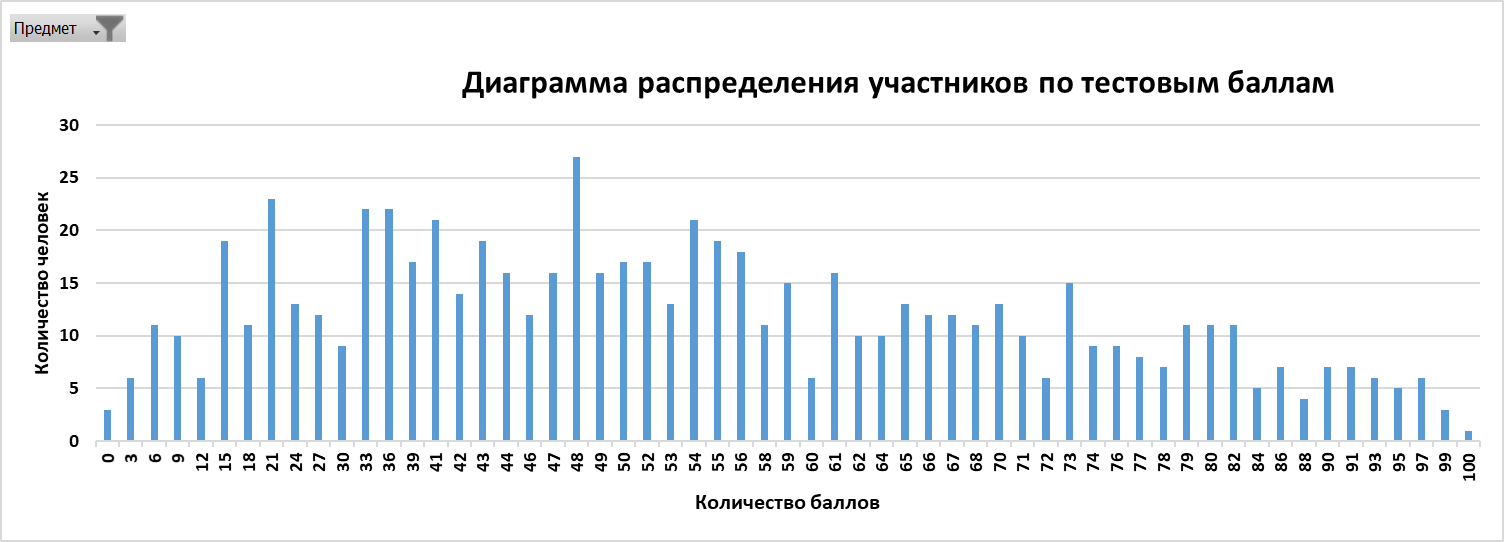 Предмет
Диаграмма распределения участников по тестовым баллам
Количество человек
30
25
20
15
10
5
0
0 3 6 9 12 15 18 21 24 27 30 33 36 39 41 42 43 44 46 47 48 49 50 52 53 54 55 56 58 59 60 61 62 64 65 66 67 68 70 71 72 73 74 76 77 78 79 80 82 84 86 88 90 91 93 95 97 99 100
Количество баллов